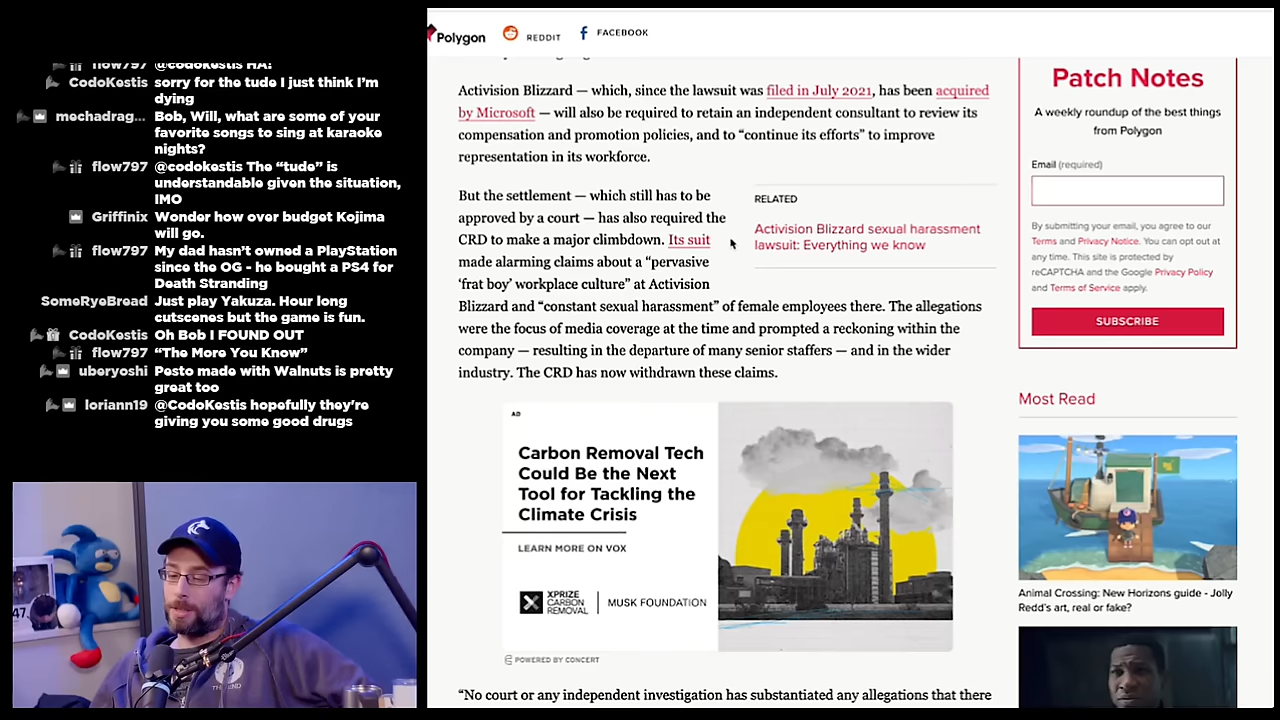 flow797 @codokestis HA!
CodoKestis sorry for the tude I just think I'm
dying
mechadrag... Bob, Will, what are some of your
favorite songs to sing at karaoke
nights?
flow797 @codokestis The “tude” is
understandable given the situation,
IMO
Griffinix Wonder how over budget Kojima
will go.
flow797 My dad hasn't owned a PlayStation
since the OG - he bought a PS4 for
Death Stranding
SomeRyeBread Just play Yakuza. Hour long
cutscenes but the game is fun.
CodoKestis Oh Bob I FOUND OUT
flow797 “The More You Know”
uberyoshi Pesto made with Walnuts is pretty
great too
loriann19 @CodoKestis hopefully they're
giving you some good drugs
47
Polygon REDDIT FACEBOOK
Activision Blizzard — which, since the lawsuit was filed in July 2021, has been acquired
by Microsoft — will also be required to retain an independent consultant to review its
compensation and promotion policies, and to “continue its efforts” to improve
representation in its workforce.
But the settlement — which still has to be
approved by a court — has also required the
CRD to make a major climbdown. Its suit
made alarming claims about a “pervasive
‘frat boy’ workplace culture” at Activision
Blizzard and “constant sexual harassment” of female employees there. The allegations
were the focus of media coverage at the time and prompted a reckoning within the
company — resulting in the departure of many senior staffers — and in the wider
industry. The CRD has now withdrawn these claims.
RELATED
Activision Blizzard sexual harassment
lawsuit: Everything we know
AD
Carbon Removal Tech
Could Be the Next
Tool for Tackling the
Climate Crisis
LEARN MORE ON VOX
XPRIZE
CARBON
REMOVAL
MUSK FOUNDATION
POWERED BY CONCERT
“No court or any independent investigation has substantiated any allegations that there
Patch Notes
A weekly roundup of the best things
from Polygon
Email (required)
By submitting your email, you agree to our
Terms and Privacy Notice. You can opt out at
any time. This site is protected by
reCAPTCHA and the Google Privacy Policy
and Terms of Service apply.
SUBSCRIBE
Most Read
Animal Crossing: New Horizons guide - Jolly
Redd's art, real or fake?